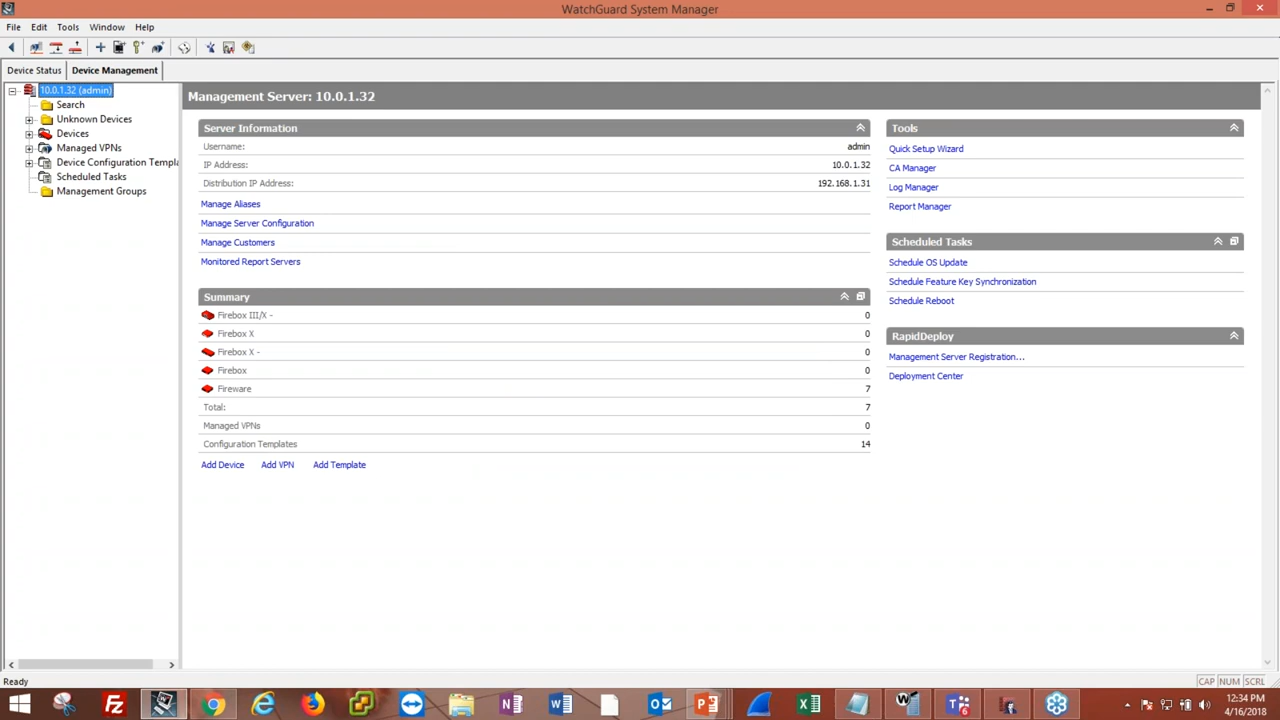 WatchGuard System Manager
File Edit Tools Window Help
Device Status Device Management
10.0.1.32 (admin)
Search
Unknown Devices
Devices
Managed VPNs
Device Configuration Templa
Scheduled Tasks
Management Groups
Management Server: 10.0.1.32
Server Information
Username: admin
IP Address: 10.0.1.32
Distribution IP Address: 192.168.1.31
Manage Aliases
Manage Server Configuration
Manage Customers
Monitored Report Servers
Summary
Firebox III/X - 0
Firebox X 0
Firebox X - 0
Firebox 0
Fireware 7
Total: 7
Managed VPNs 0
Configuration Templates 14
Add Device Add VPN Add Template
Tools
Quick Setup Wizard
CA Manager
Log Manager
Report Manager
Scheduled Tasks
Schedule OS Update
Schedule Feature Key Synchronization
Schedule Reboot
RapidDeploy
Management Server Registration...
Deployment Center
Ready CAP NUM SCRL
12:34 PM
4/16/2018